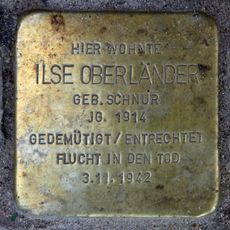 HIER WOHNTE
ILSE OBERLÄNDER
GEB. SCHNUR
JG. 1914
GEDEMÜTIGT / ENTRECHTET
FLUCHT IN DEN TOD
3.11.1942